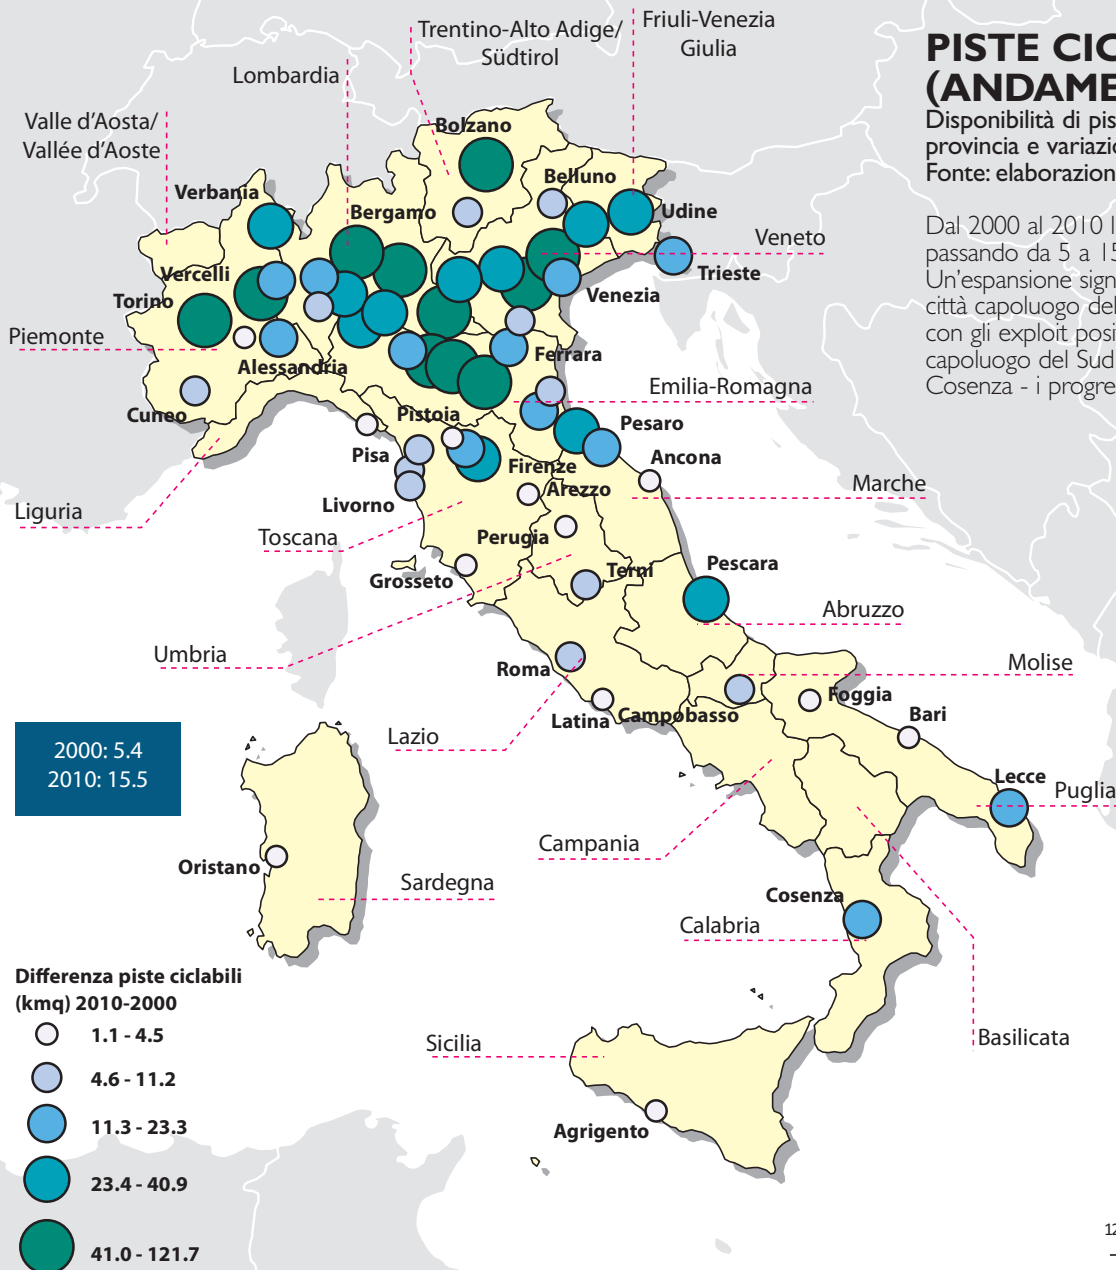 Trentino-Alto Adige/
Südtirol
Friuli-Venezia
Giulia
Lombardia
Valle d'Aosta/
Vallée d'Aoste
PISTE CIC
(ANDAME
Disponibilità di pis
provincia e variazio
Fonte: elaborazion
Dal 2000 al 2010 l
passando da 5 a 15
Un'espansione sign
città capoluogo del
con gli exploit posi
capoluogo del Sud
Cosenza - i progre
Bolzano
Belluno
Verbania
Bergamo
Udine
Veneto
Trieste
Vercelli
Venezia
Torino
Piemonte
Ferrara
Alessandria
Emilia-Romagna
Cuneo
Pistoia
Pesaro
Pisa
Firenze
Ancona
Arezzo
Marche
Livorno
Liguria
Toscana
Perugia
Grosseto
Terni
Pescara
Abruzzo
Umbria
Roma
Molise
Foggia
Latina
Campobasso
Bari
Lazio
2000: 5.4
2010: 15.5
Lecce
Puglia
Campania
Oristano
Sardegna
Cosenza
Calabria
Differenza piste ciclabili
(kmq) 2010-2000
1.1 - 4.5
4.6 - 11.2
11.3 - 23.3
23.4 - 40.9
41.0 - 121.7
Sicilia
Basilicata
Agrigento
12